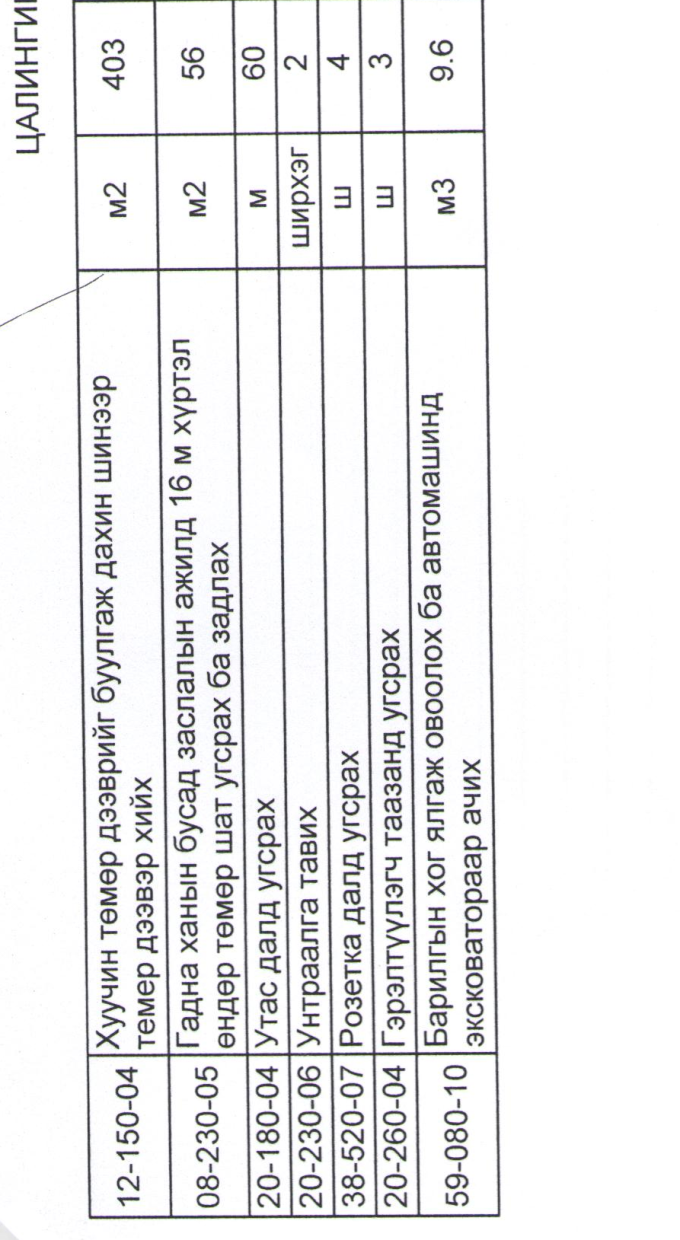 12-150-04 Хуучин төмөр дээврийг буулгаж дахин шинээр м2 403
төмер дээвэр хийх
08-230-05 Гадна ханын бусад заслалын ажилд 16 м хүртэл м2 56
өндөр төмөр шат угсрах ба задлах
20-180-04 Утас далд угсрах м 60
20-230-06 Унтраалга тавих ширхэг 2
38-520-07 Розетка далд угсрах ш 4
20-260-04 Гэрэлтүүлэгч таазанд угсрах ш 3
59-080-10 Барилгын хог ялгаж овоолох ба автомашинд м3 9.6
эксковатораар ачих